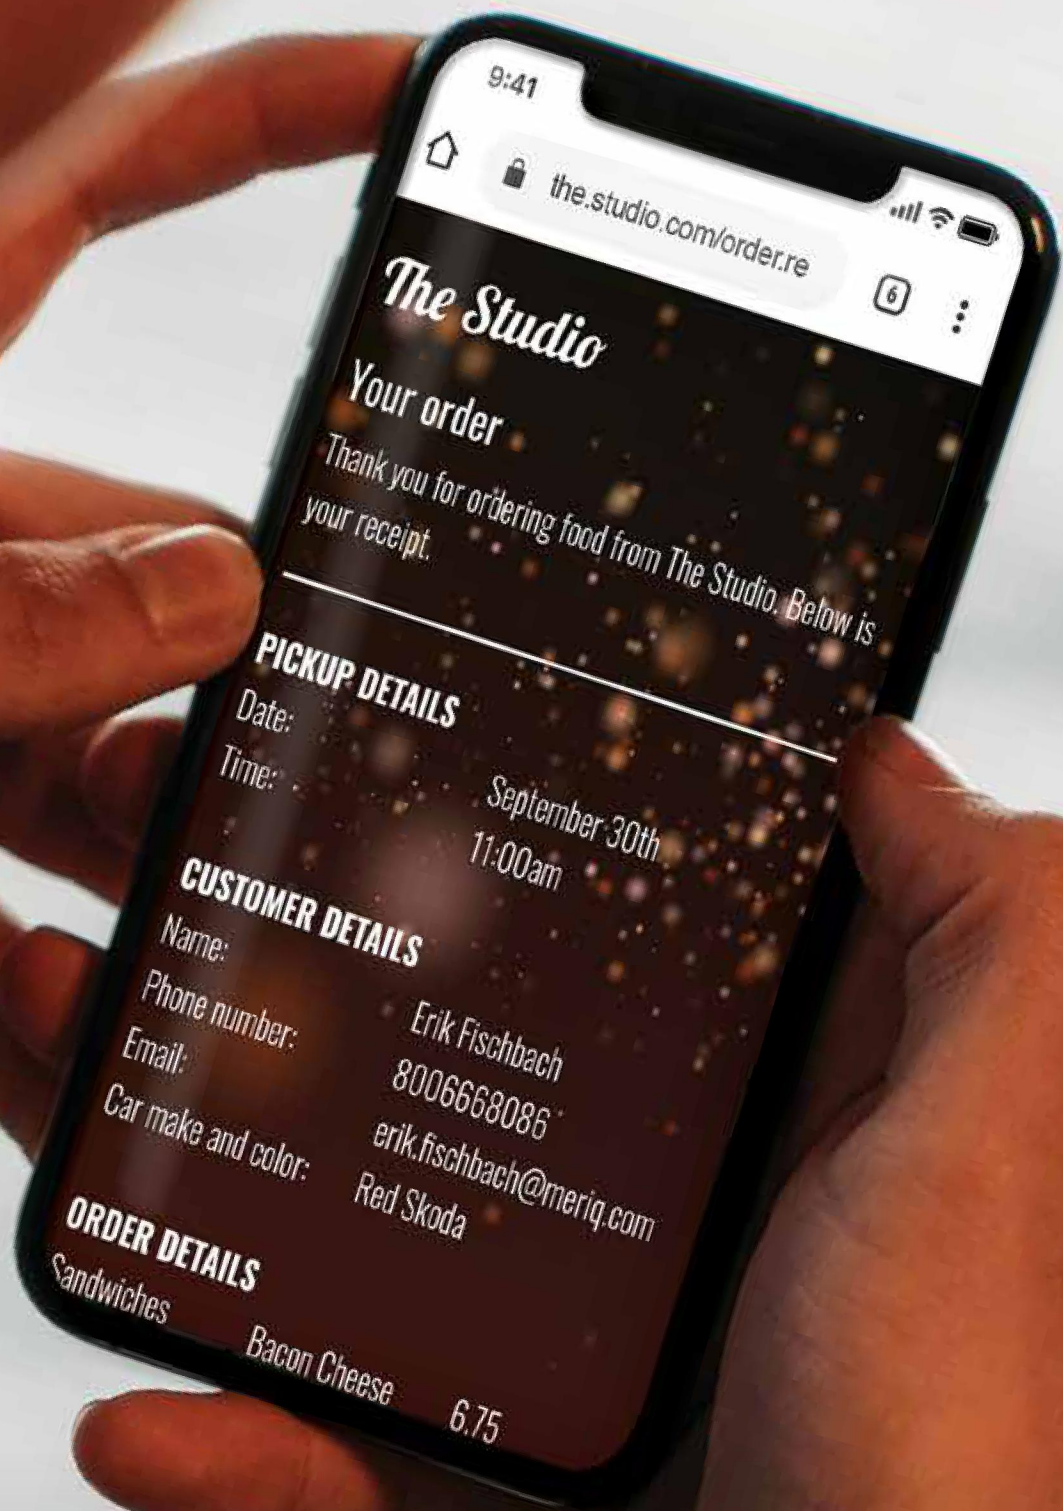 9:41
the.studio.com/order.re
6
The Studio
Your order
Thank you for ordering food from The Studio. Below is
your receipt.
PICKUP DETAILS
Date: September 30th
Time: 11:00am
CUSTOMER DETAILS
Name: Erik Fischbach
Phone number: 8006668086
Email: erik.fischbach@meriq.com
Car make and color: Red Skoda
ORDER DETAILS
Sandwiches Bacon Cheese 6.75